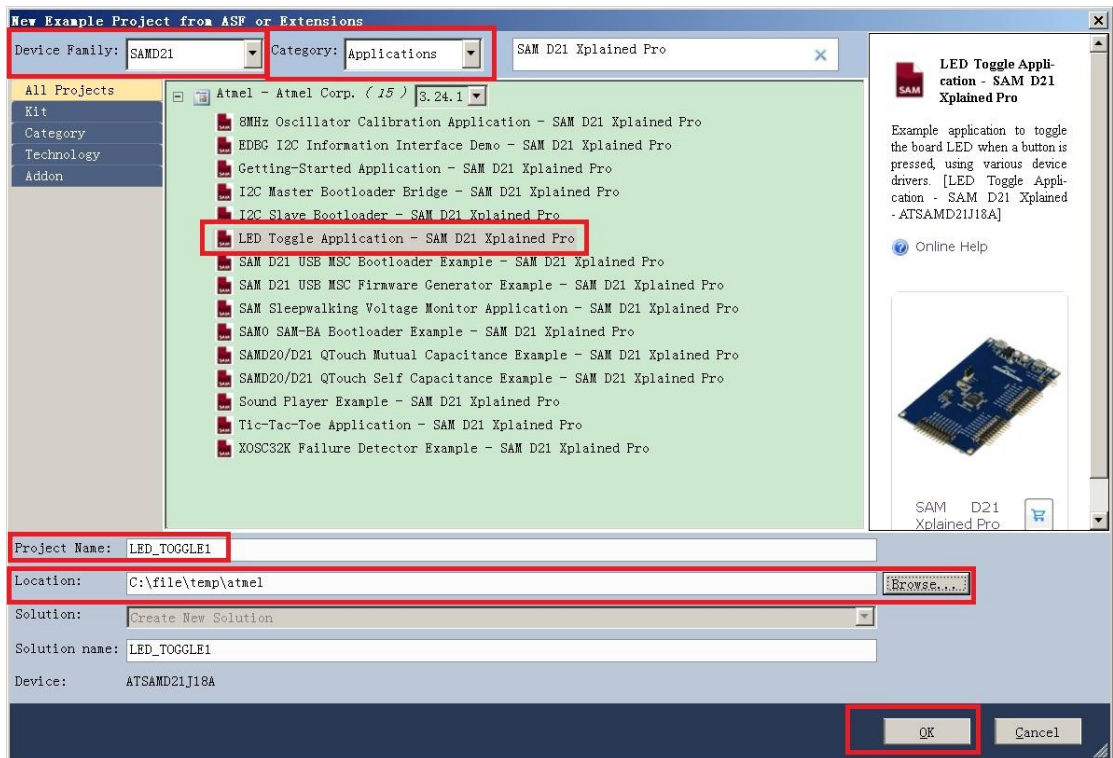 New Example Project from ASF or Extensions
Device Family: SAMD21 Category: Applications SAM D21 Xplained Pro
All Projects
Kit
Category
Technology
Addon
Atmel - Atmel Corp. (15) 3.24.1
8MHz Oscillator Calibration Application - SAM D21 Xplained Pro
EDBG I2C Information Interface Demo - SAM D21 Xplained Pro
Getting-Started Application - SAM D21 Xplained Pro
I2C Master Bootloader Bridge - SAM D21 Xplained Pro
I2C Slave Bootloader - SAM D21 Xplained Pro
LED Toggle Application - SAM D21 Xplained Pro
SAM D21 USB MSC Bootloader Example - SAM D21 Xplained Pro
SAM D21 USB MSC Firmware Generator Example - SAM D21 Xplained Pro
SAM Sleepwalking Voltage Monitor Application - SAM D21 Xplained Pro
SAM0 SAM-BA Bootloader Example - SAM D21 Xplained Pro
SAMD20/D21 QTouch Mutual Capacitance Example - SAM D21 Xplained Pro
SAMD20/D21 QTouch Self Capacitance Example - SAM D21 Xplained Pro
Sound Player Example - SAM D21 Xplained Pro
Tic-Tac-Toe Application - SAM D21 Xplained Pro
XOSC32K Failure Detector Example - SAM D21 Xplained Pro
SAM
LED Toggle Appli-
cation - SAM D21
Xplained Pro
Example application to toggle
the board LED when a button is
pressed, using various device
drivers. [LED Toggle Appli-
cation - SAM D21 Xplained
- ATSAMD21J18A]
Online Help
SAM D21
Xplained Pro
Project Name: LED_TOGGLE1
Location: C:\file\temp\atmel Browse...
Solution: Create New Solution
Solution name: LED_TOGGLE1
Device: ATSAMD21J18A
OK Cancel